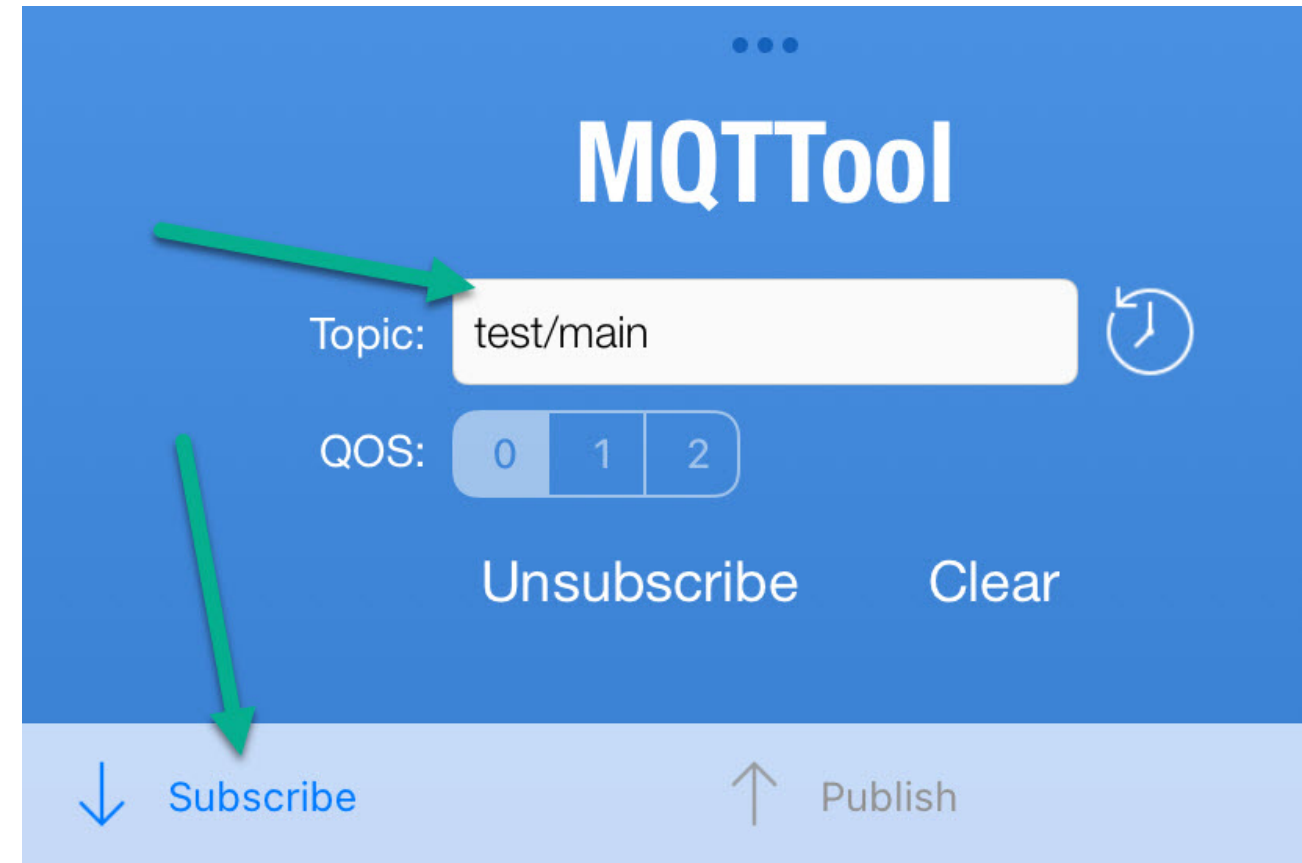 MQTTool
Topic: test/main
QOS: 0 1 2
Unsubscribe Clear
Subscribe Publish